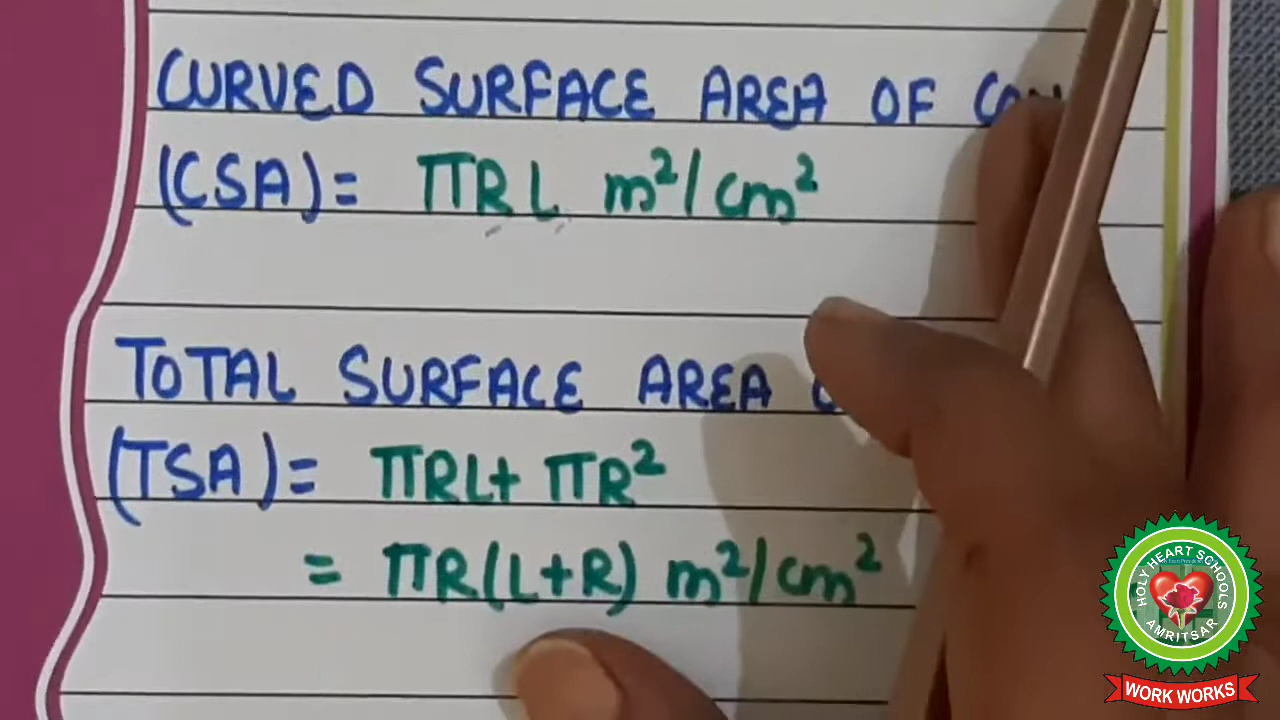 CURVED SURFACE AREA OF
(CSA) = πRL m²/cm²
TOTAL SURFACE AREA
(TSA) = πRL + πR²
= πR(L+R) m²/cm²
HOLY HEART SCHOOLS
AMRITSAR
WORK WORKS